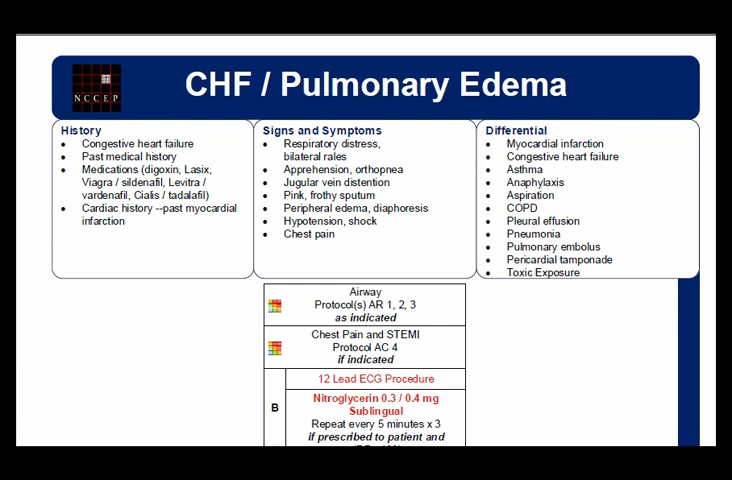 NCCEP
CHF / Pulmonary Edema
History
• Congestive heart failure
• Past medical history
• Medications (digoxin, Lasix,
Viagra / sildenafil, Levitra /
vardenafil, Cialis / tadalafil)
• Cardiac history --past myocardial
infarction
Signs and Symptoms
• Respiratory distress,
bilateral rales
• Apprehension, orthopnea
• Jugular vein distention
• Pink, frothy sputum
• Peripheral edema, diaphoresis
• Hypotension, shock
• Chest pain
Differential
• Myocardial infarction
• Congestive heart failure
• Asthma
• Anaphylaxis
• Aspiration
• COPD
• Pleural effusion
• Pneumonia
• Pulmonary embolus
• Pericardial tamponade
• Toxic Exposure
Airway
Protocol(s) AR 1, 2, 3
as indicated
Chest Pain and STEMI
Protocol AC 4
if indicated
B
12 Lead ECG Procedure
Nitroglycerin 0.3 / 0.4 mg
Sublingual
Repeat every 5 minutes x 3
if prescribed to patient and